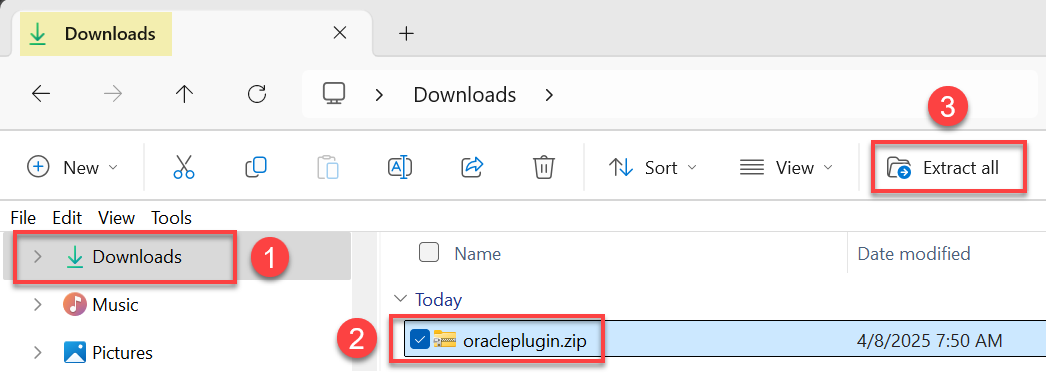 Downloads
Downloads
3
New
Sort
View
Extract all
File Edit View Tools
Downloads
1
Name
Date modified
Music
Today
2
oracleplugin.zip
4/8/2025 7:50 AM
Pictures